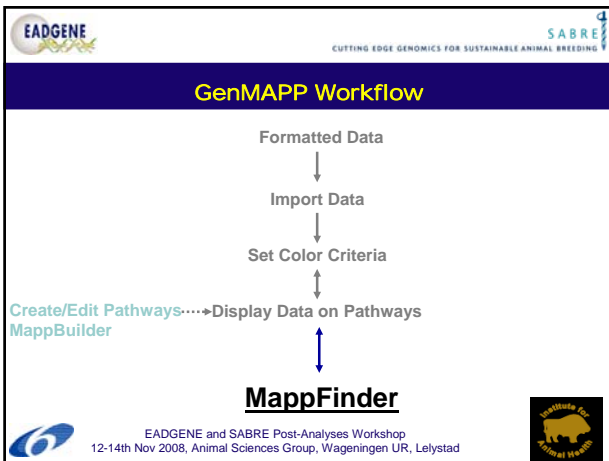 EADGENE
SABRE
CUTTING EDGE GENOMICS FOR SUSTAINABLE ANIMAL BREEDING
GenMAPP Workflow
Formatted Data
Import Data
Set Color Criteria
Create/Edit Pathways
Display Data on Pathways
MappBuilder
MappFinder
EADGENE and SABRE Post-Analyses Workshop
12-14th Nov 2008, Animal Sciences Group, Wageningen UR, Lelystad
6
Institute for
Animal Health